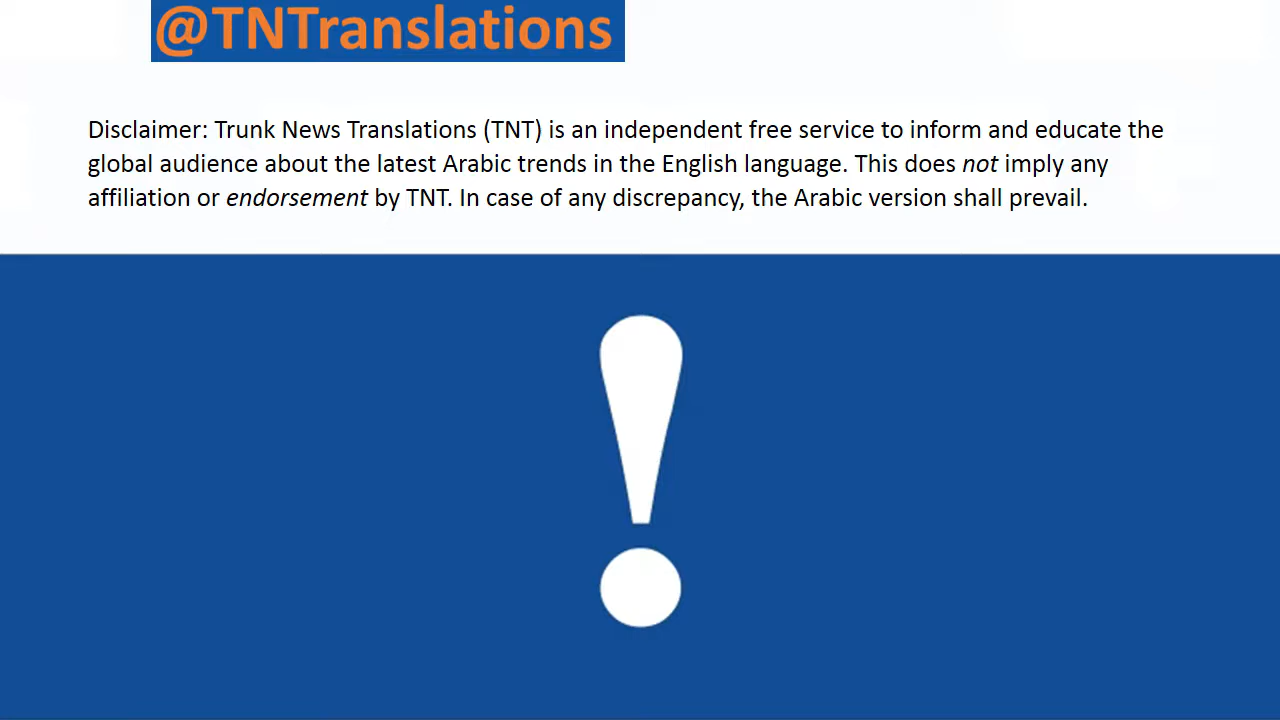 @TNTranslations
Disclaimer: Trunk News Translations (TNT) is an independent free service to inform and educate the
global audience about the latest Arabic trends in the English language. This does not imply any
affiliation or endorsement by TNT. In case of any discrepancy, the Arabic version shall prevail.
!